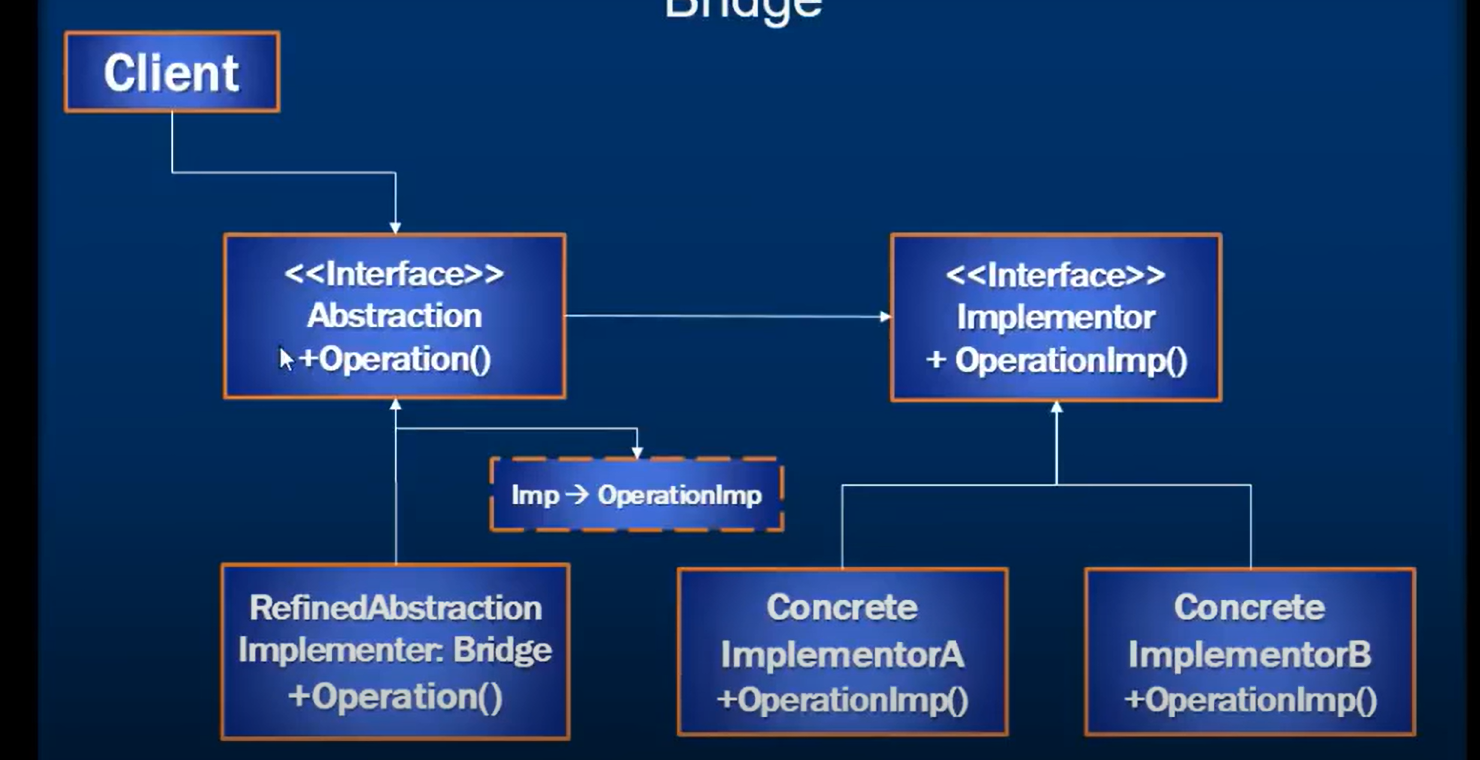 Bridge
Client
<<Interface>>
Abstraction
+Operation()
<<Interface>>
Implementor
+ OperationImp()
Imp → OperationImp
RefinedAbstraction
Implementer: Bridge
+Operation()
Concrete
ImplementorA
+OperationImp()
Concrete
ImplementorB
+OperationImp()